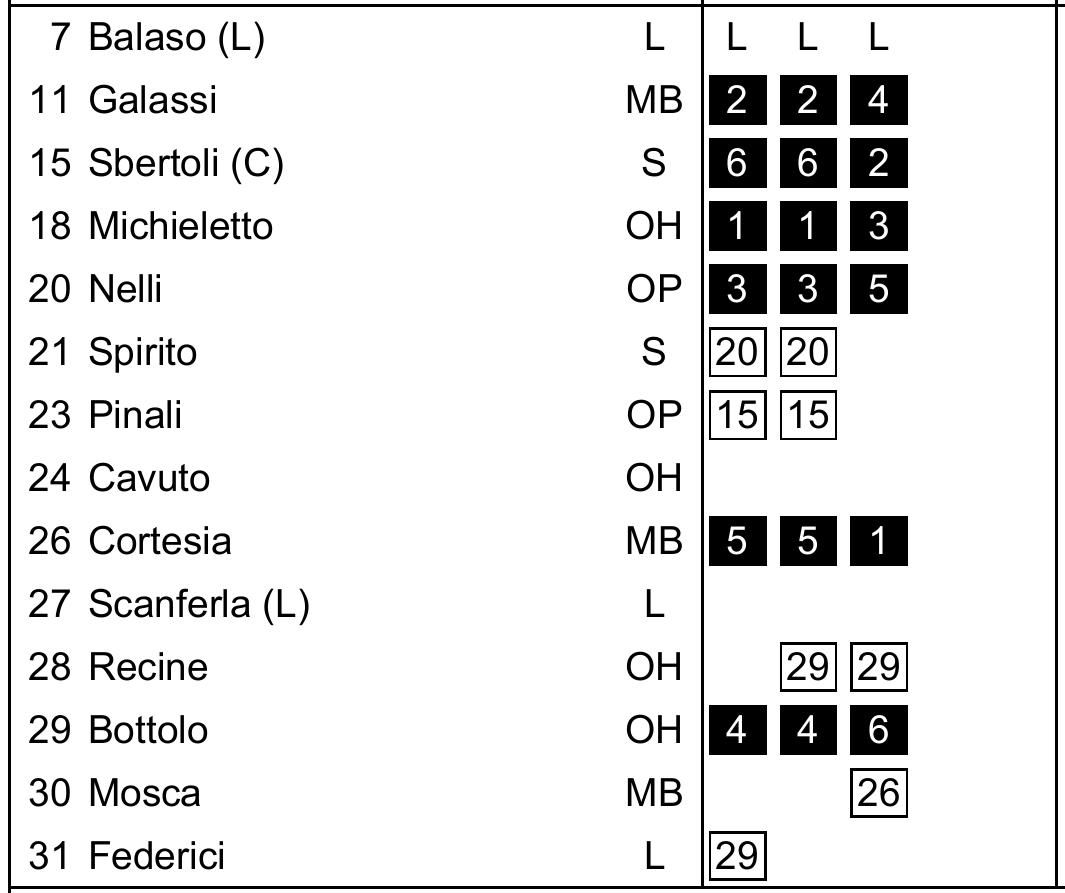 7 Balaso (L) L L L L
11 Galassi MB 2 2 4
15 Sbertoli (C) S 6 6 2
18 Michieletto OH 1 1 3
20 Nelli OP 3 3 5
21 Spirito S 20 20
23 Pinali OP 15 15
24 Cavuto OH
26 Cortesia MB 5 5 1
27 Scanferla (L) L
28 Recine OH 29 29
29 Bottolo OH 4 4 6
30 Mosca MB 26
31 Federici L 29